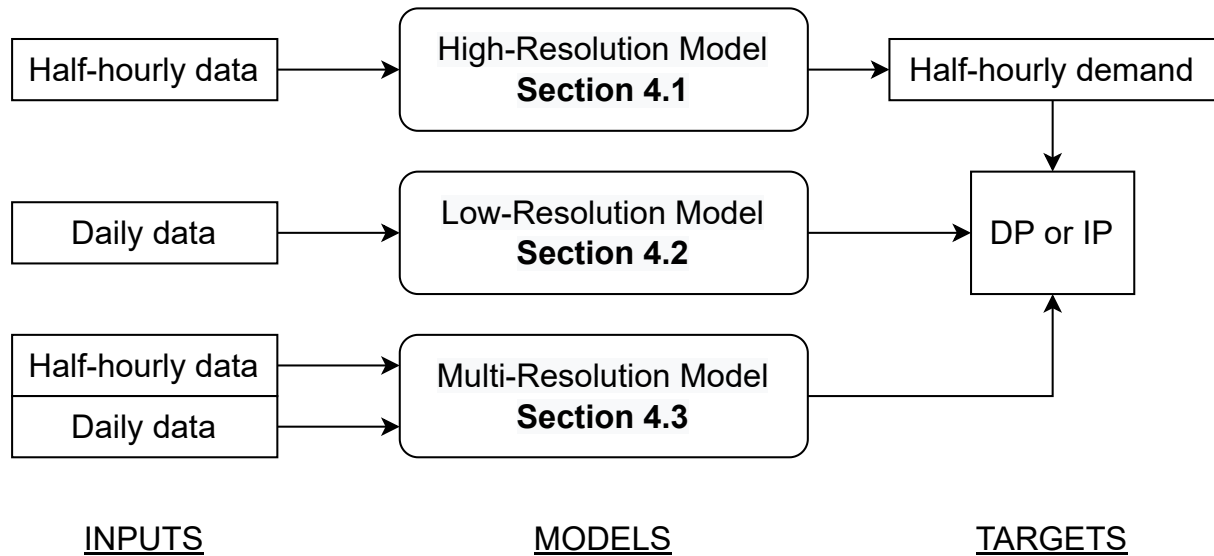 Half-hourly data
High-Resolution Model
Section 4.1
Half-hourly demand
Daily data
Low-Resolution Model
Section 4.2
DP or IP
Half-hourly data
Daily data
Multi-Resolution Model
Section 4.3
INPUTS
MODELS
TARGETS